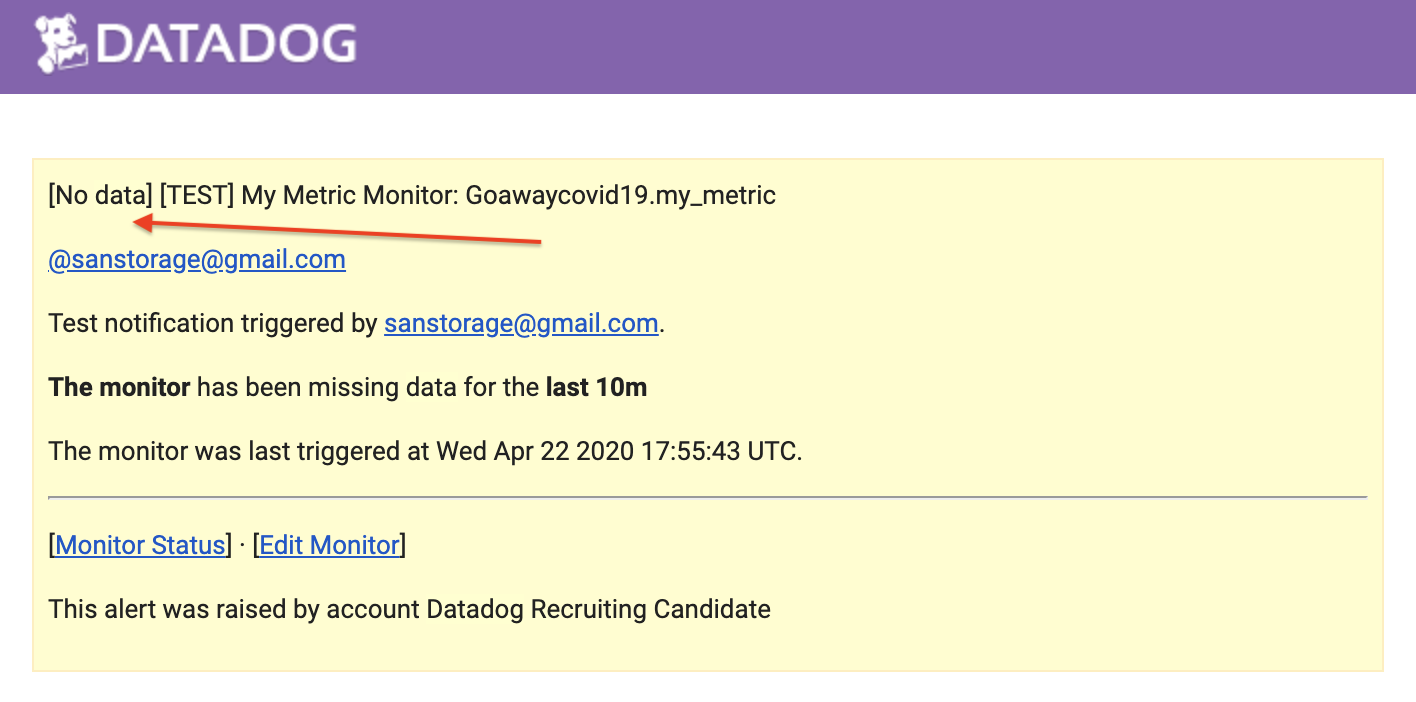 DATADOG
[No data] [TEST] My Metric Monitor: Goawaycovid19.my_metric
@sanstorage@gmail.com
Test notification triggered by sanstorage@gmail.com.
The monitor has been missing data for the last 10m
The monitor was last triggered at Wed Apr 22 2020 17:55:43 UTC.
[Monitor Status] · [Edit Monitor]
This alert was raised by account Datadog Recruiting Candidate